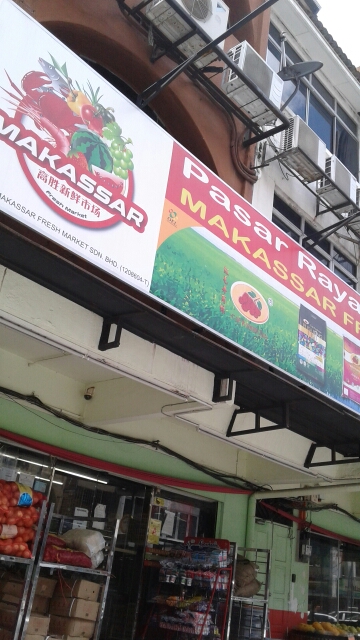 MAKASSAR
高胜新鲜市场
Fresh Market
MAKASSAR FRESH MARKET SDN. BHD.
Pasar Raya
MAKASSAR F